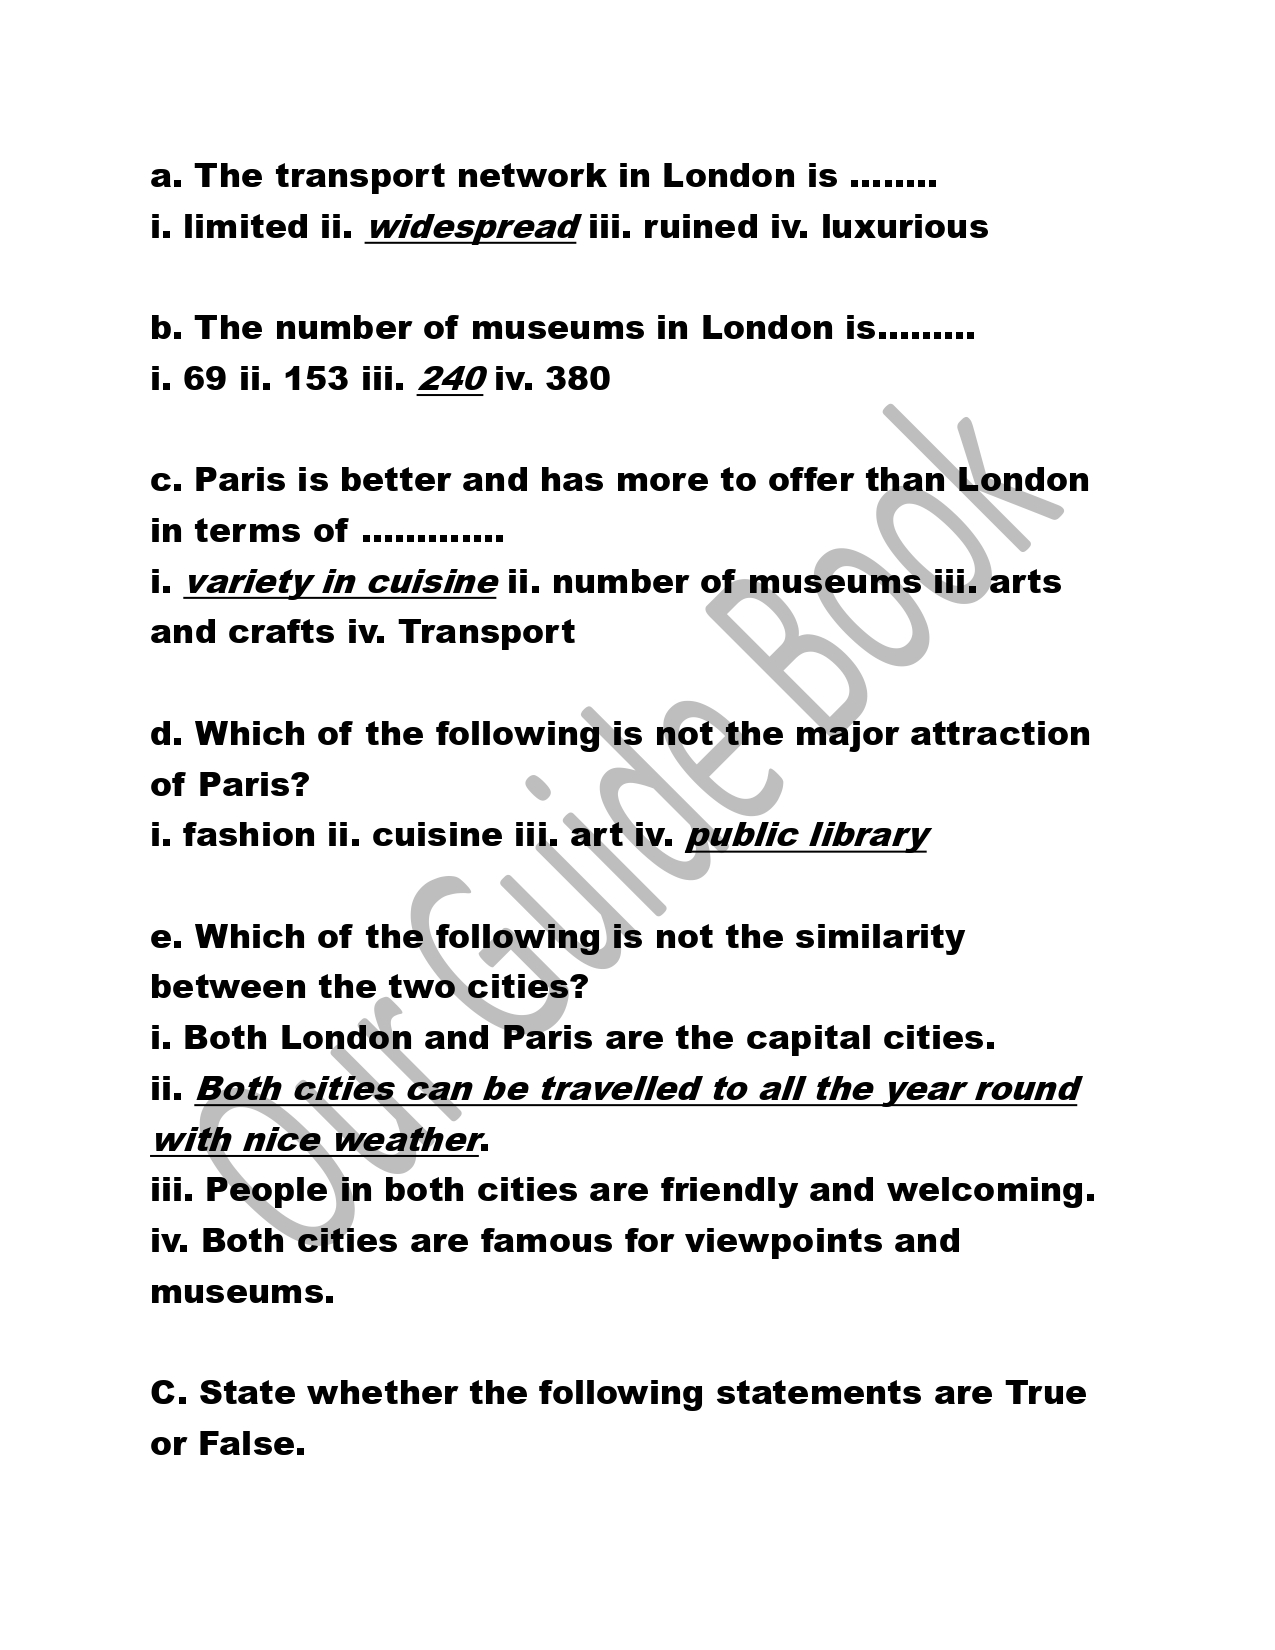 a. The transport network in London is ........
i. limited ii. widespread iii. ruined iv. luxurious
b. The number of museums in London is.........
i. 69 ii. 153 iii. 240 iv. 380
c. Paris is better and has more to offer than London
in terms of .............
i. variety in cuisine ii. number of museums iii. arts
and crafts iv. Transport
d. Which of the following is not the major attraction
of Paris?
i. fashion ii. cuisine iii. art iv. public library
e. Which of the following is not the similarity
between the two cities?
i. Both London and Paris are the capital cities.
ii. Both cities can be travelled to all the year round
with nice weather.
iii. People in both cities are friendly and welcoming.
iv. Both cities are famous for viewpoints and
museums.
C. State whether the following statements are True
or False.
Our Guide Book